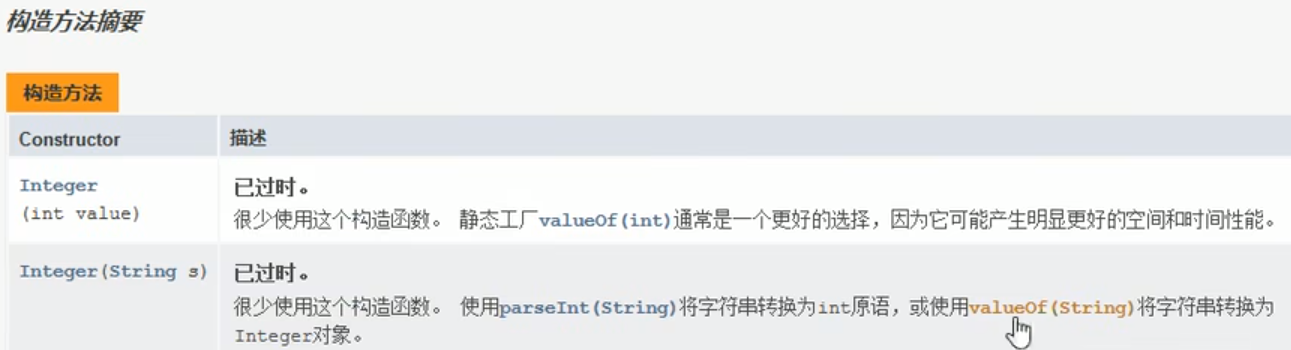 构造方法摘要
构造方法
Constructor 描述
Integer
(int value)
已过时。
很少使用这个构造函数。 静态工厂valueOf(int)通常是一个更好的选择，因为它可能产生明显更好的空间和时间性能。
Integer(String s)
已过时。
很少使用这个构造函数。 使用parseInt(String)将字符串转换为int原语，或使用valueOf(String)将字符串转换为
Integer对象。